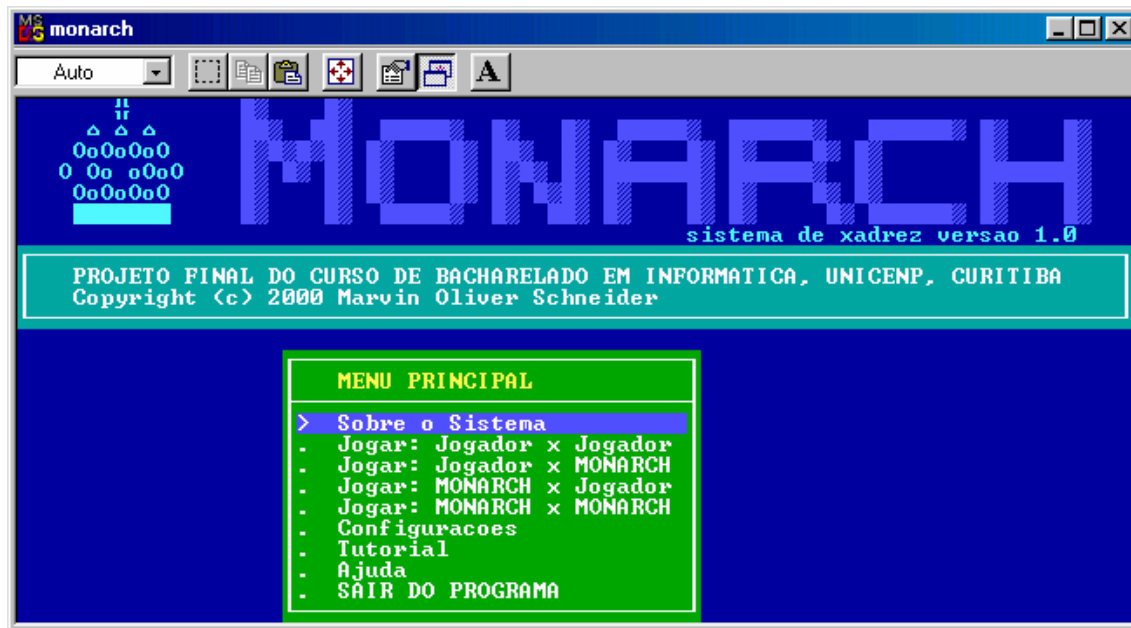 monarch
Auto
A
MONARCH
sistema de xadrez versao 1.0
PROJETO FINAL DO CURSO DE BACHARELADO EM INFORMATICA, UNICENP, CURITIBA
Copyright (c) 2000 Marvin Oliver Schneider
MENU PRINCIPAL
> Sobre o Sistema
. Jogar: Jogador x Jogador
. Jogar: Jogador x MONARCH
. Jogar: MONARCH x Jogador
. Jogar: MONARCH x MONARCH
. Configuracoes
. Tutorial
. Ajuda
. SAIR DO PROGRAMA